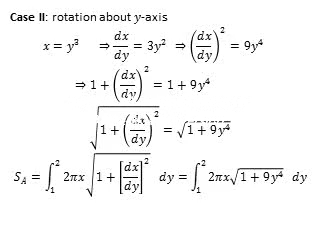 Case II: rotation about y-axis
x = y³ ⇒ dx/dy = 3y² ⇒ (dx/dy)² = 9y⁴
⇒ 1 + (dx/dy)² = 1 + 9y⁴
√(1 + (dx/dy)²) = √(1 + 9y⁴)
S_A = ∫₁² 2πx √(1 + [dx/dy]²) dy = ∫₁² 2πx√(1 + 9y⁴) dy